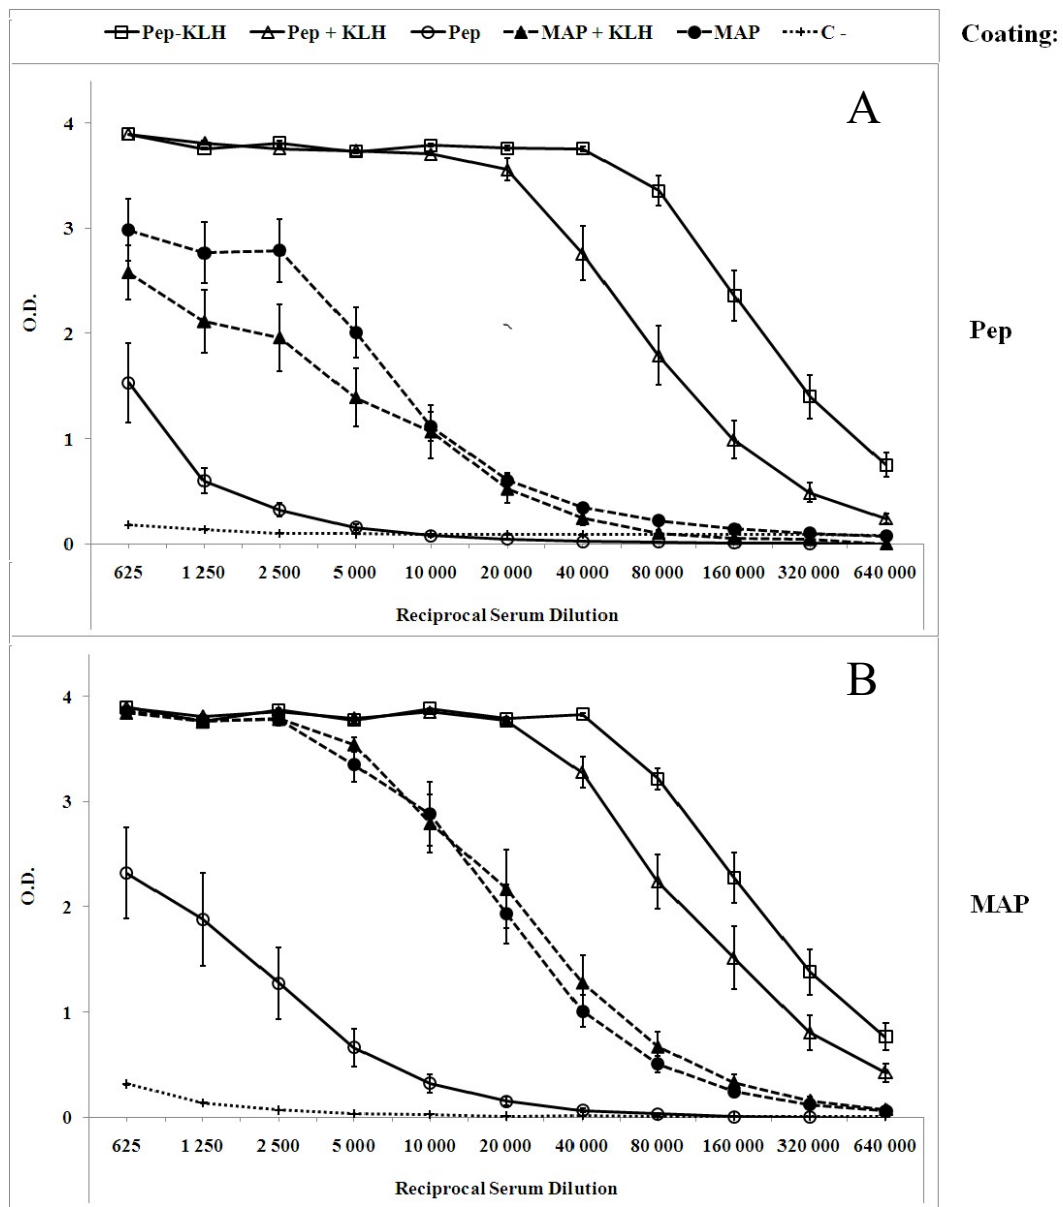 Pep-KLH Pep + KLH Pep MAP + KLH MAP C - Coating:
A
4
3
2
1
0
O.D.
Pep
625 1 250 2 500 5 000 10 000 20 000 40 000 80 000 160 000 320 000 640 000
Reciprocal Serum Dilution
B
4
3
2
1
0
O.D.
MAP
625 1 250 2 500 5 000 10 000 20 000 40 000 80 000 160 000 320 000 640 000
Reciprocal Serum Dilution